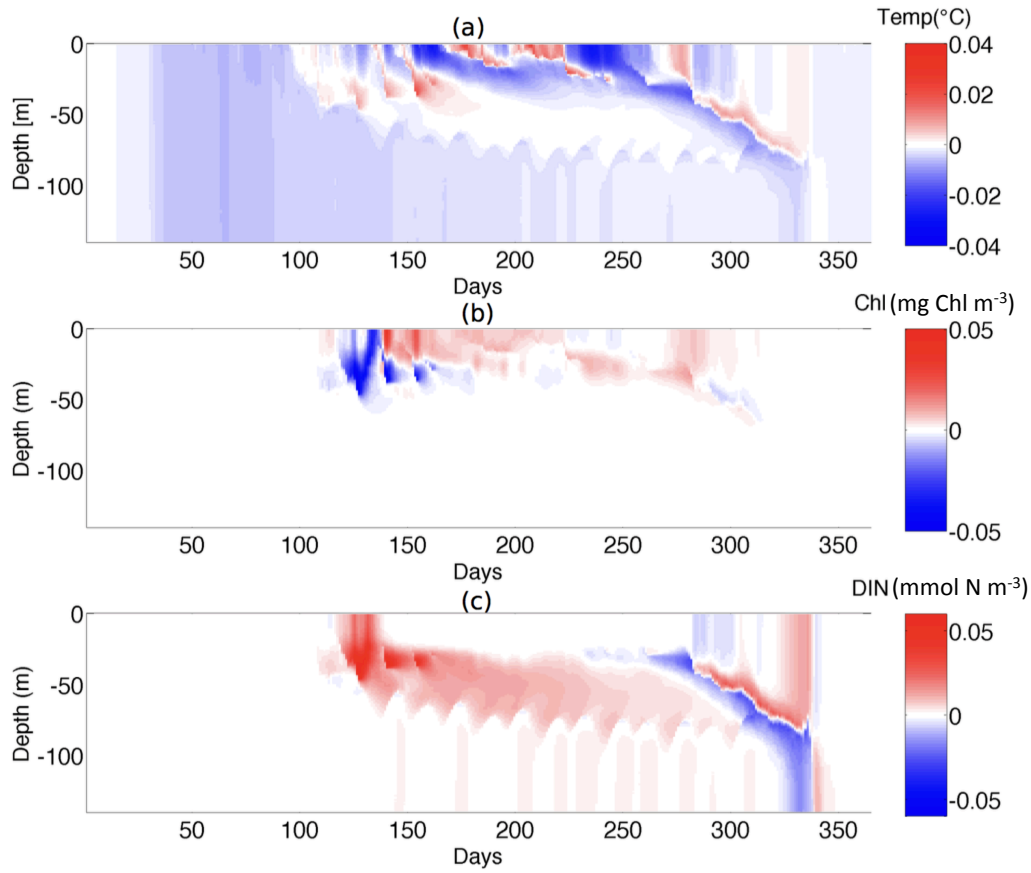 (a)
Temp(°C)
Depth [m]
0
-50
-100
50 100 150 200 250 300 350
Days
0.04
0.02
0
-0.02
-0.04
(b)
Chl (mg Chl m-3)
Depth (m)
0
-50
-100
50 100 150 200 250 300 350
Days
0.05
0
-0.05
(c)
DIN (mmol N m-3)
Depth (m)
0
-50
-100
50 100 150 200 250 300 350
Days
0.05
0
-0.05